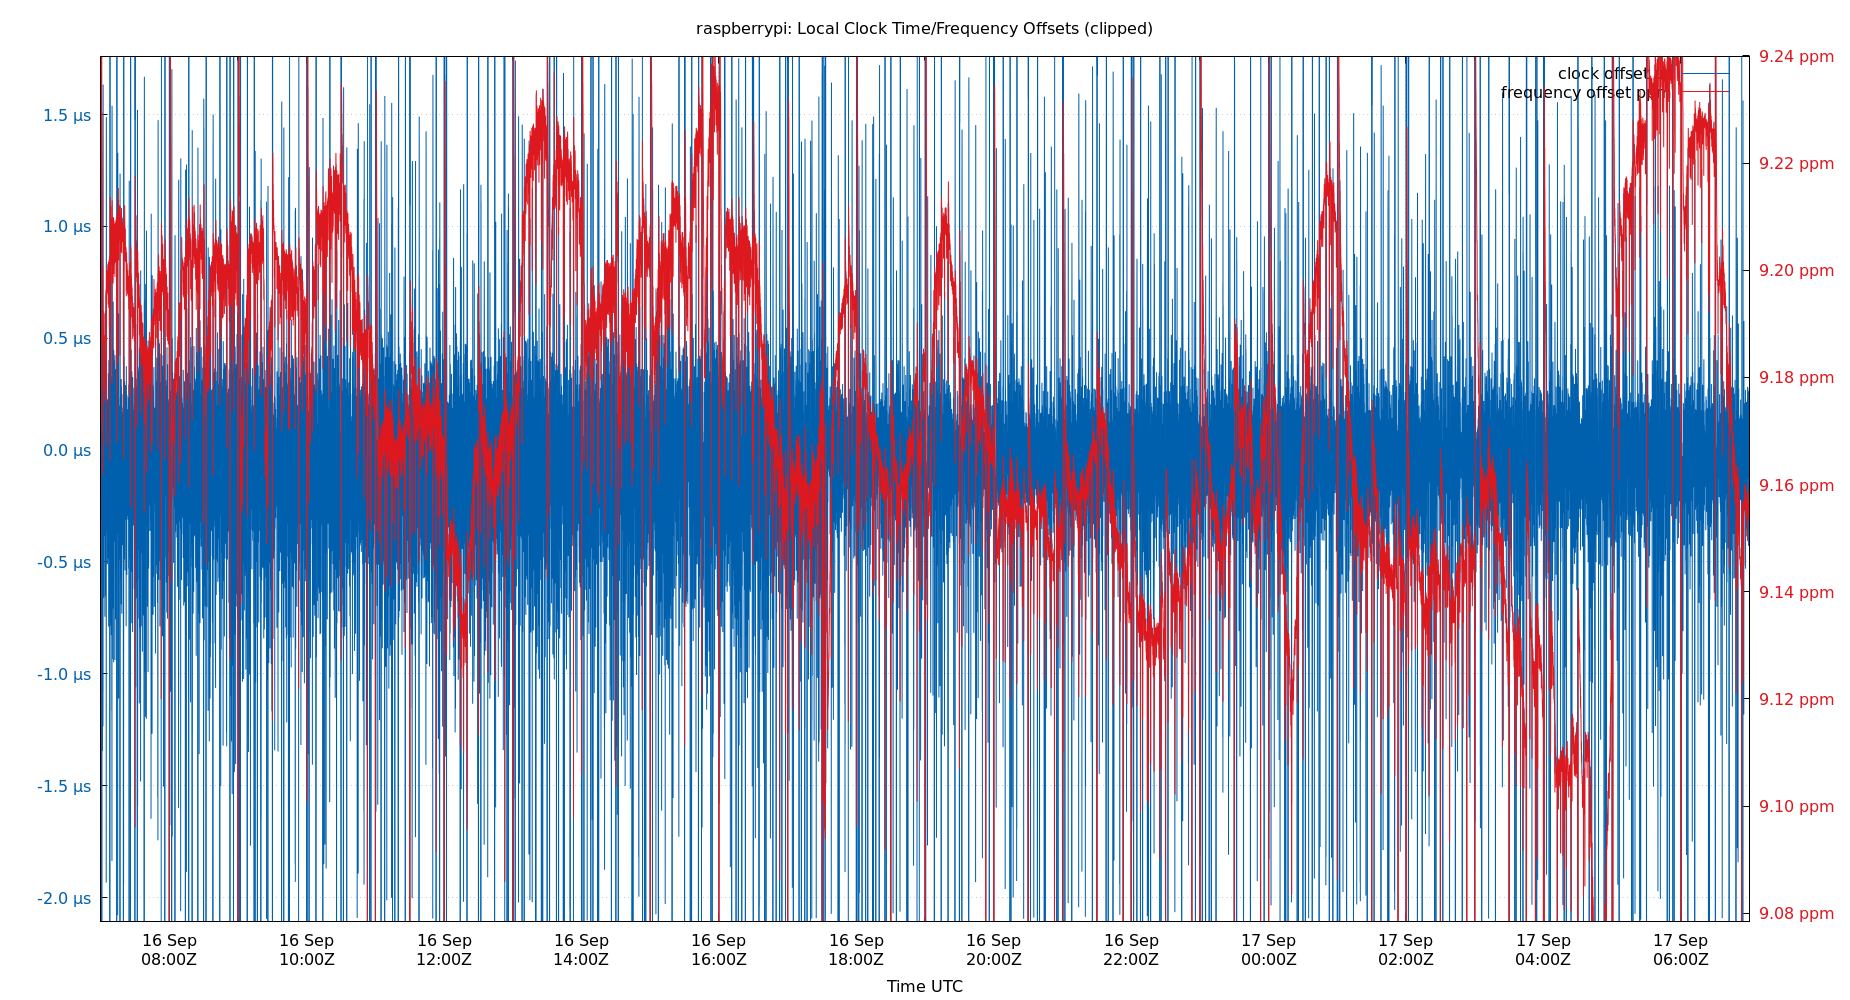 raspberrypi: Local Clock Time/Frequency Offsets (clipped)
9.24 ppm
clock offset
frequency offset ppm
1.5 µs
9.22 ppm
1.0 µs
9.20 ppm
0.5 µs
9.18 ppm
0.0 µs
9.16 ppm
-0.5 µs
9.14 ppm
-1.0 µs
9.12 ppm
-1.5 µs
9.10 ppm
-2.0 µs
9.08 ppm
16 Sep 16 Sep 16 Sep 16 Sep 16 Sep 16 Sep 16 Sep 16 Sep 17 Sep 17 Sep 17 Sep 17 Sep
08:00Z 10:00Z 12:00Z 14:00Z 16:00Z 18:00Z 20:00Z 22:00Z 00:00Z 02:00Z 04:00Z 06:00Z
Time UTC